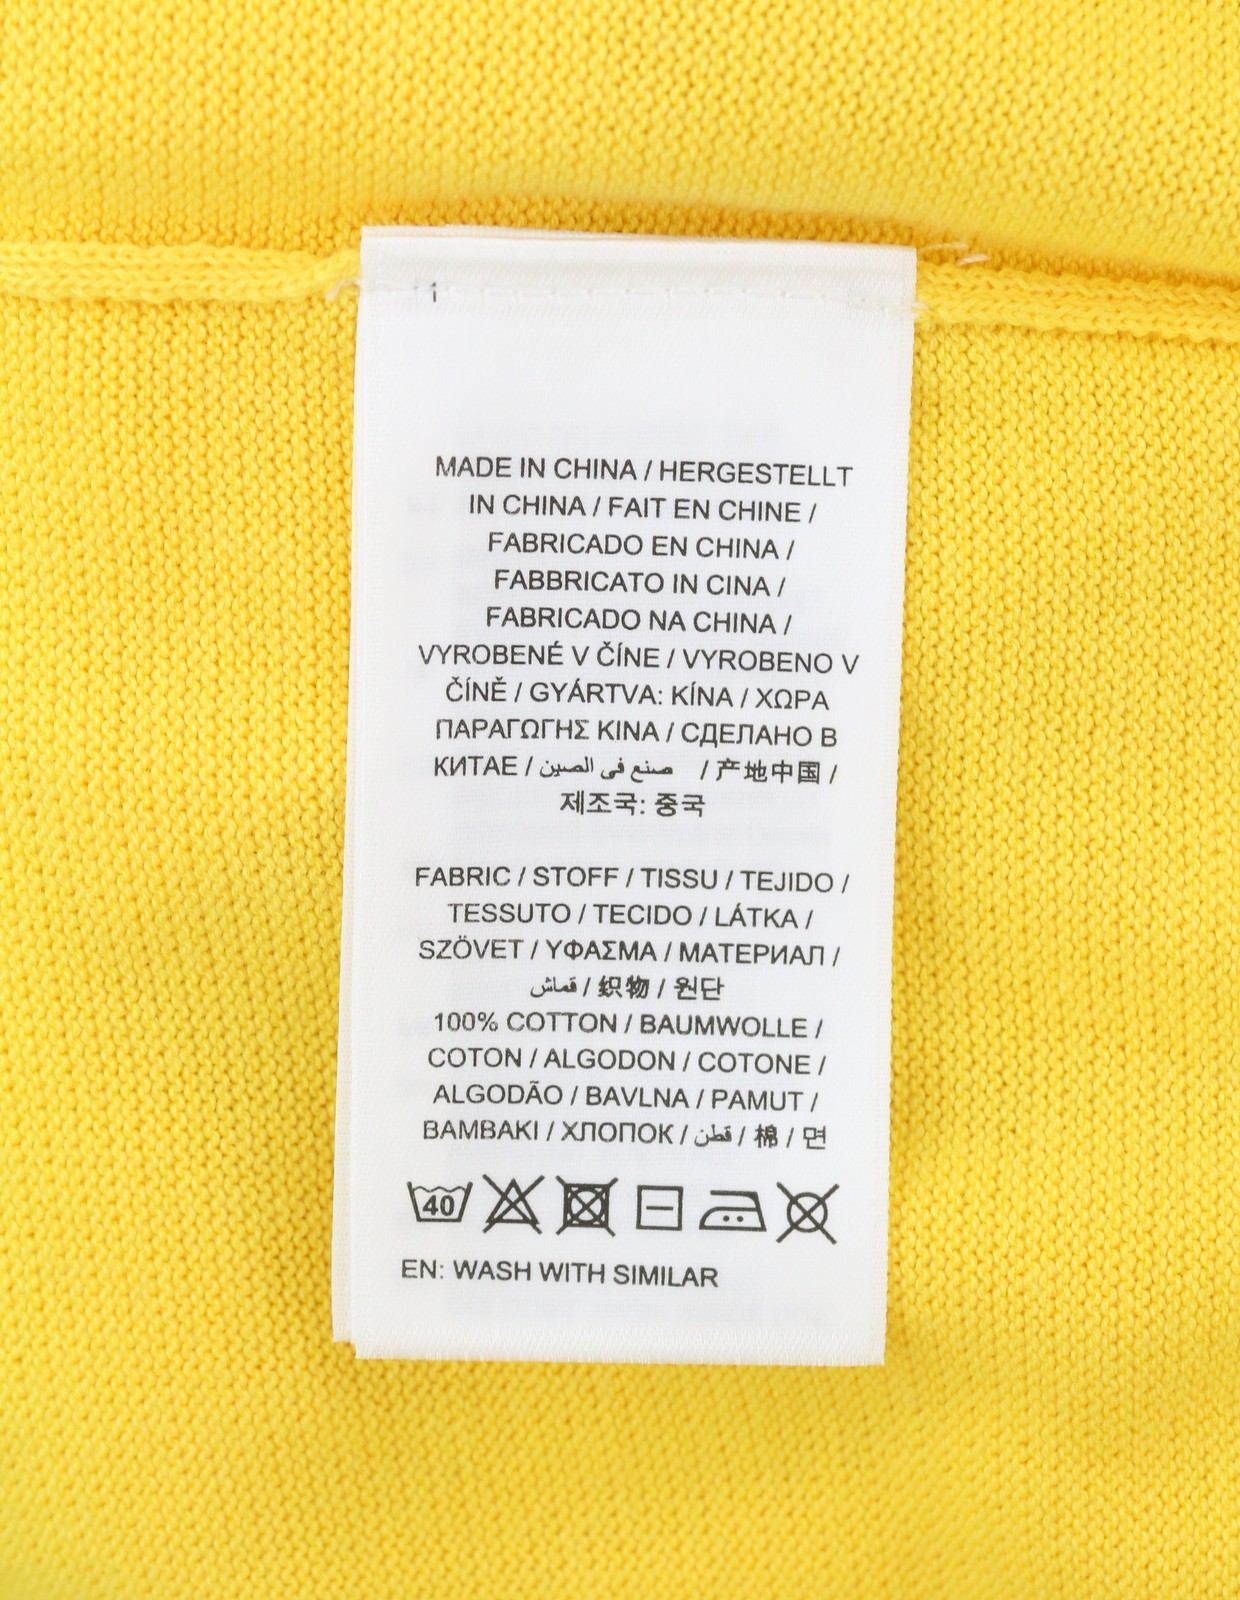 MADE IN CHINA / HERGESTELLT
IN CHINA / FAIT EN CHINE /
FABRICADO EN CHINA /
FABBRICATO IN CINA /
FABRICADO NA CHINA /
VYROBENÉ V ČÍNE / VYROBENO V
ČÍNĚ / GYÁRTVA: KÍNA / ΧΩΡΑ
ΠΑΡΑΓΩΓΗΣ ΚΙΝΑ / СДЕЛАНО В
КИТАЕ / صنع في الصين / 产地中国 /
제조국: 중국
FABRIC / STOFF / TISSU / TEJIDO /
TESSUTO / TECIDO / LÁTKA /
SZÖVET / ΥΦΑΣΜΑ / МАТЕРИАЛ /
قماش / 织物 / 원단
100% COTTON / BAUMWOLLE /
COTON / ALGODON / COTONE /
ALGODÃO / BAVLNA / PAMUT /
BAMBAKI / ХЛОПОК / قطن / 棉 / 면
40
EN: WASH WITH SIMILAR